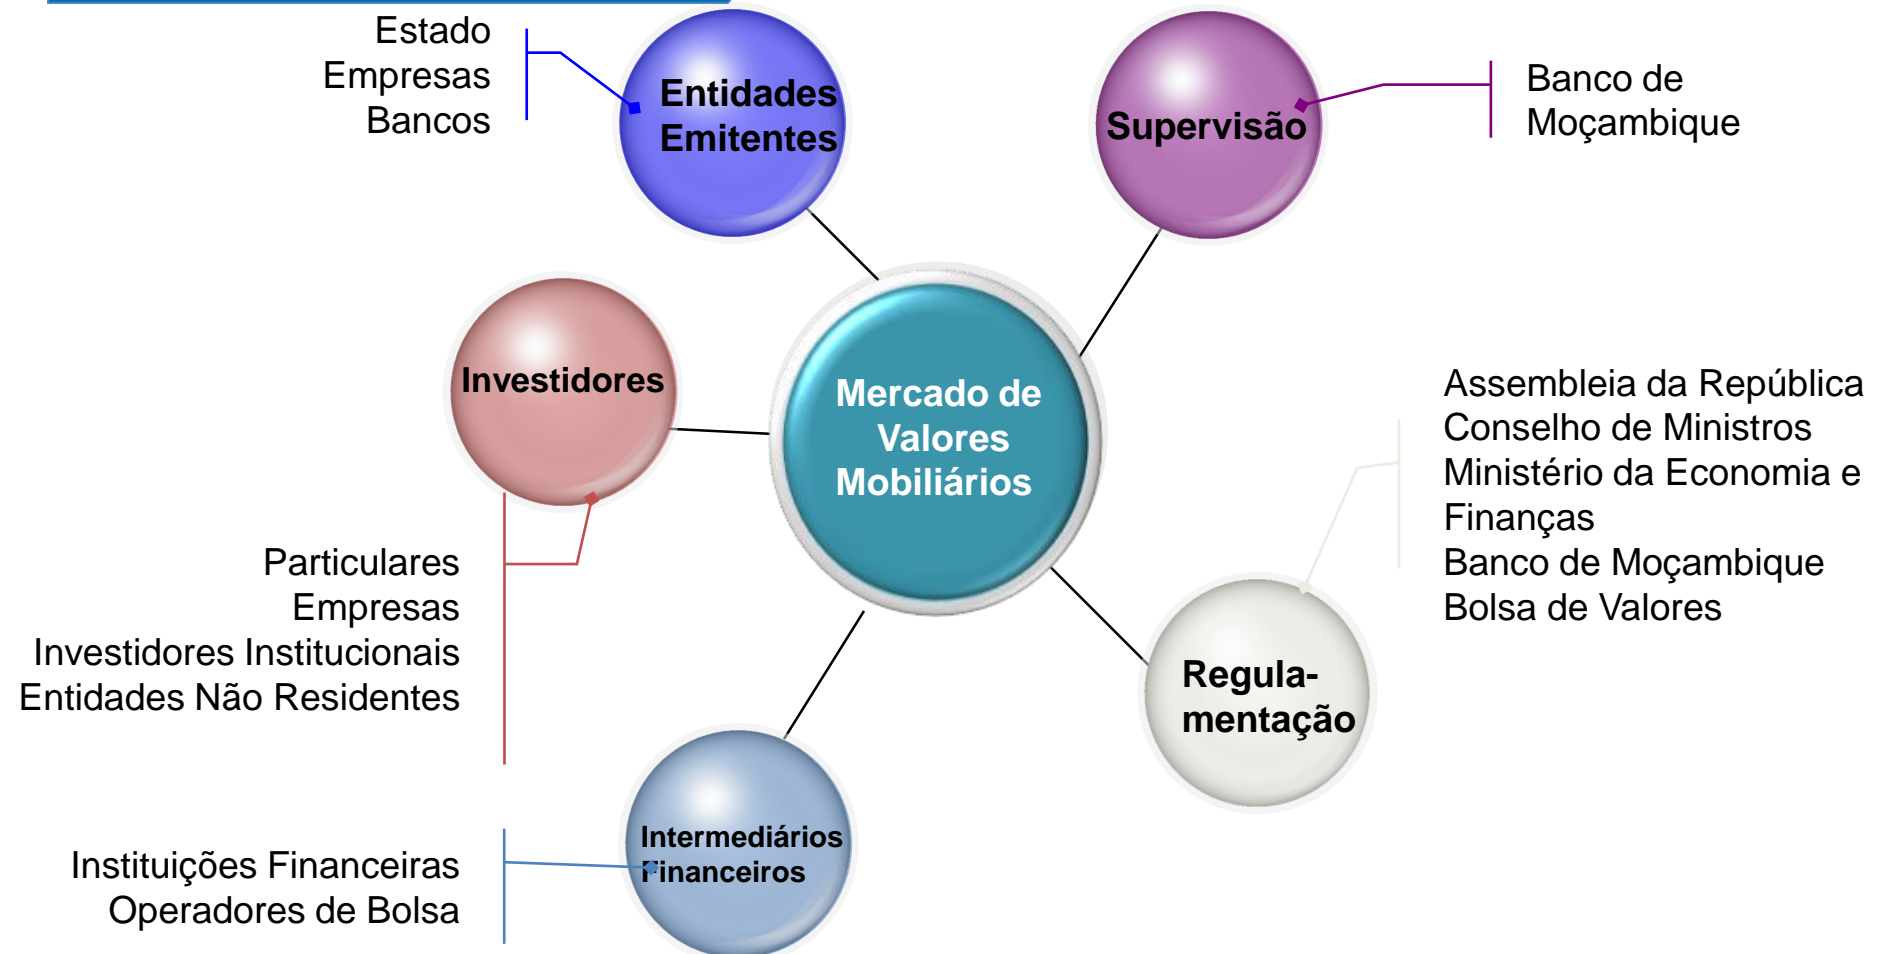 Estado
Empresas
Bancos
Entidades
Emitentes
Supervisão
Banco de
Moçambique
Investidores
Mercado de
Valores
Mobiliários
Assembleia da República
Conselho de Ministros
Ministério da Economia e
Finanças
Banco de Moçambique
Bolsa de Valores
Particulares
Empresas
Investidores Institucionais
Entidades Não Residentes
Regula-
mentação
Intermediários
Financeiros
Instituições Financeiras
Operadores de Bolsa